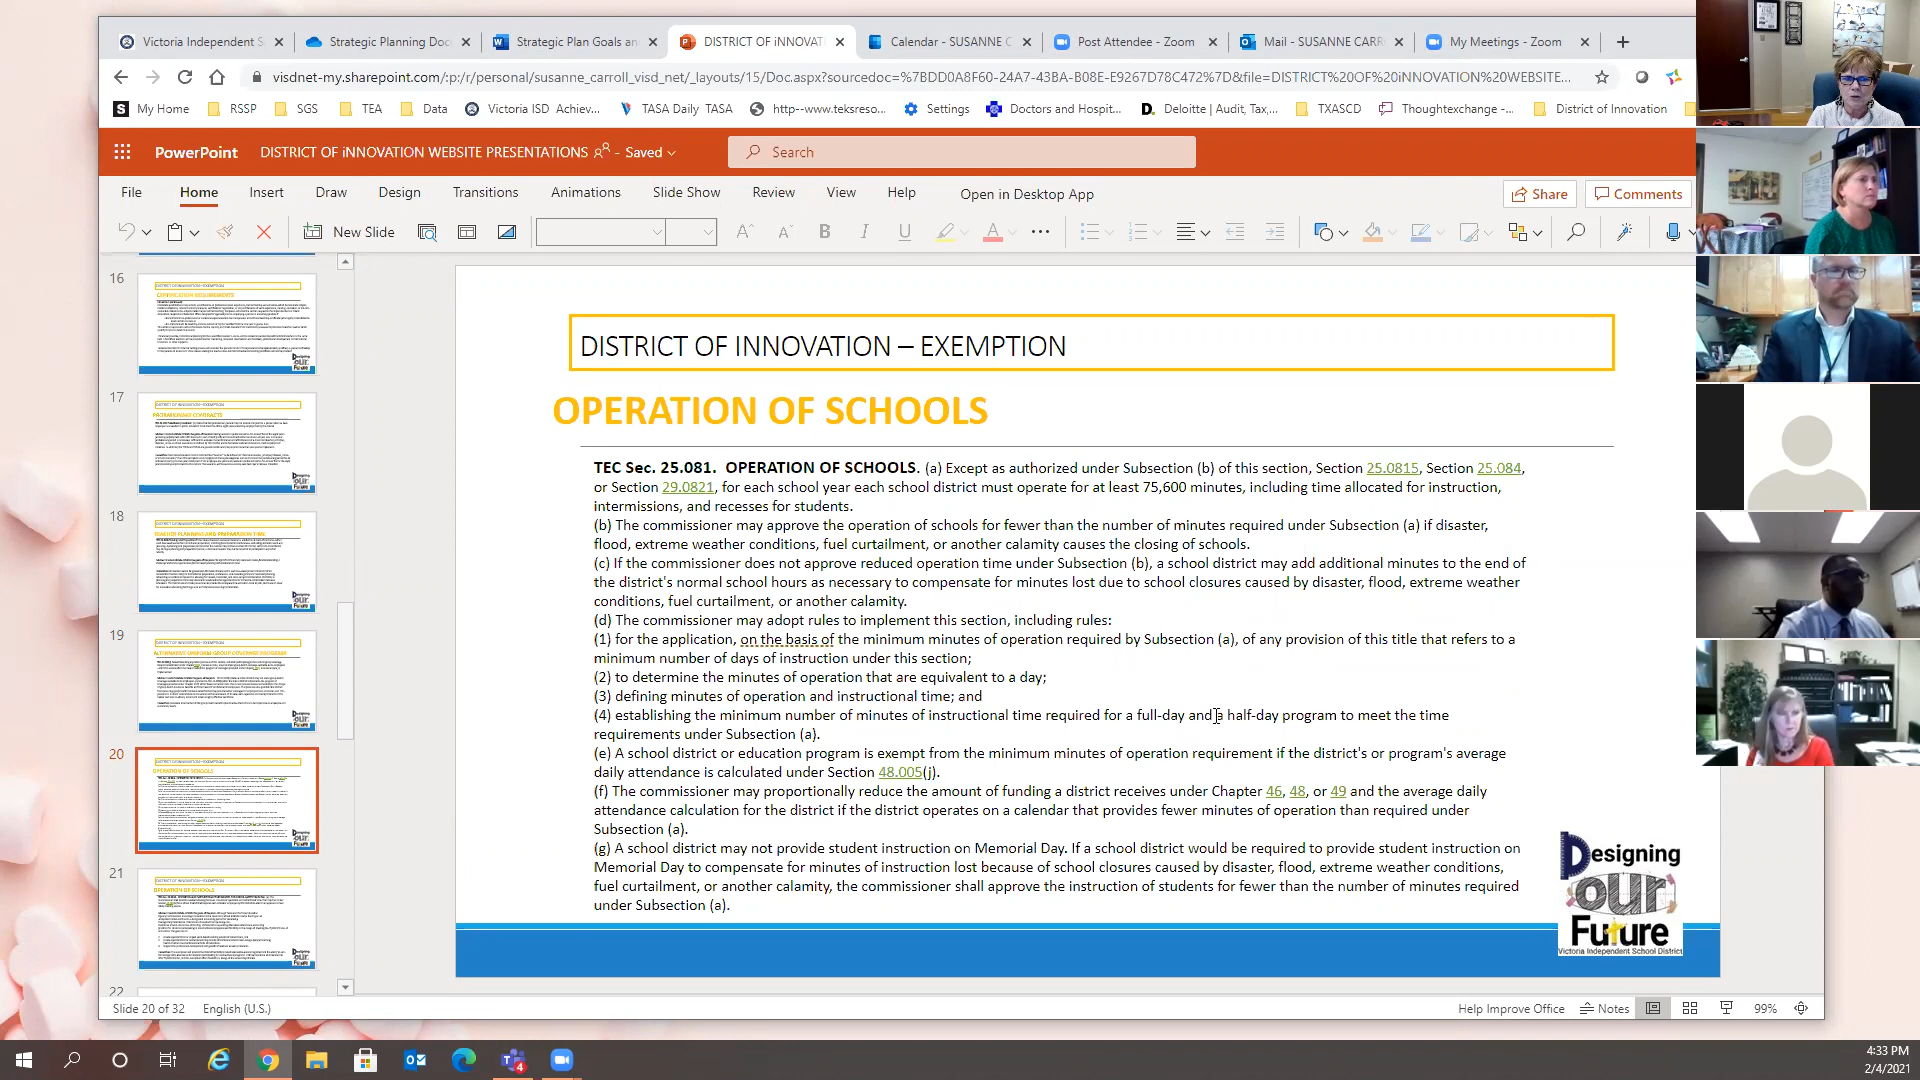 Victoria Independent S
Strategic Planning Doc
Strategic Plan Goals an
DISTRICT OF iNNOVAT
Calendar - SUSANNE C
Post Attendee - Zoom
Mail - SUSANNE CARR
My Meetings - Zoom
visdnet-my.sharepoint.com/:p:/r/personal/susanne_carroll_visd_net/_layouts/15/Doc.aspx?sourcedoc=%7BDD0A8F60-24A7-43BA-B08E-E9267D78C472%7D&file=DISTRICT%20OF%20iNNOVATION%20WEBSITE...
My Home
RSSP
SGS
TEA
Data
Victoria ISD Achiev...
TASA Daily TASA
http--www.teksreso...
Settings
Doctors and Hospit...
Deloitte | Audit, Tax,...
TXASCD
Thoughtexchange -...
District of Innovation
PowerPoint
DISTRICT OF iNNOVATION WEBSITE PRESENTATIONS - Saved
Search
File
Home
Insert
Draw
Design
Transitions
Animations
Slide Show
Review
View
Help
Open in Desktop App
Share
Comments
New Slide
16
17
18
19
20
21
22
DISTRICT OF INNOVATION – EXEMPTION
OPERATION OF SCHOOLS
TEC Sec. 25.081. OPERATION OF SCHOOLS. (a) Except as authorized under Subsection (b) of this section, Section 25.0815, Section 25.084,
or Section 29.0821, for each school year each school district must operate for at least 75,600 minutes, including time allocated for instruction,
intermissions, and recesses for students.
(b) The commissioner may approve the operation of schools for fewer than the number of minutes required under Subsection (a) if disaster,
flood, extreme weather conditions, fuel curtailment, or another calamity causes the closing of schools.
(c) If the commissioner does not approve reduced operation time under Subsection (b), a school district may add additional minutes to the end of
the district's normal school hours as necessary to compensate for minutes lost due to school closures caused by disaster, flood, extreme weather
conditions, fuel curtailment, or another calamity.
(d) The commissioner may adopt rules to implement this section, including rules:
(1) for the application, on the basis of the minimum minutes of operation required by Subsection (a), of any provision of this title that refers to a
minimum number of days of instruction under this section;
(2) to determine the minutes of operation that are equivalent to a day;
(3) defining minutes of operation and instructional time; and
(4) establishing the minimum number of minutes of instructional time required for a full-day and a half-day program to meet the time
requirements under Subsection (a).
(e) A school district or education program is exempt from the minimum minutes of operation requirement if the district's or program's average
daily attendance is calculated under Section 48.005(j).
(f) The commissioner may proportionally reduce the amount of funding a district receives under Chapter 46, 48, or 49 and the average daily
attendance calculation for the district if the district operates on a calendar that provides fewer minutes of operation than required under
Subsection (a).
(g) A school district may not provide student instruction on Memorial Day. If a school district would be required to provide student instruction on
Memorial Day to compensate for minutes of instruction lost because of school closures caused by disaster, flood, extreme weather conditions,
fuel curtailment, or another calamity, the commissioner shall approve the instruction of students for fewer than the number of minutes required
under Subsection (a).
Designing
our
Future
Victoria Independent School District
Slide 20 of 32
English (U.S.)
Help Improve Office
Notes
99%
4:33 PM
2/4/2021